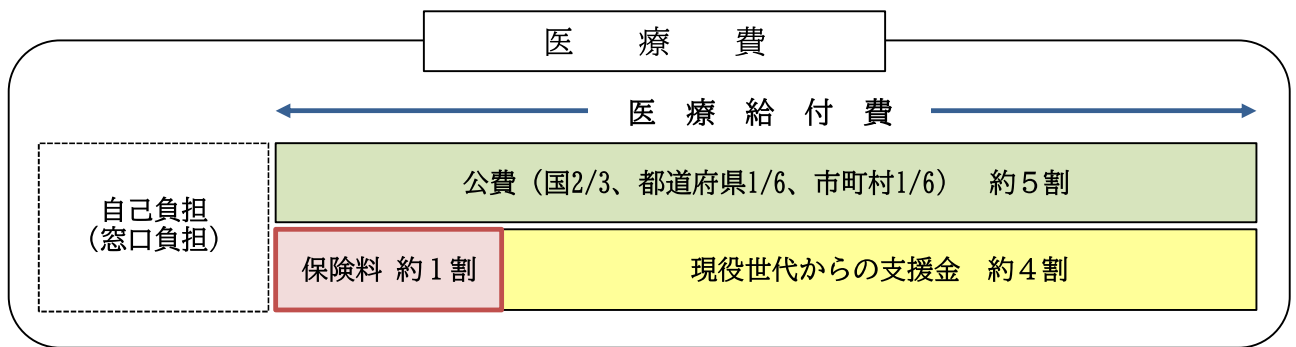 医　療　費
医　療　給　付　費
自己負担
（窓口負担）
公費（国2/3、都道府県1/6、市町村1/6）　約５割
保険料 約１割
現役世代からの支援金　約４割